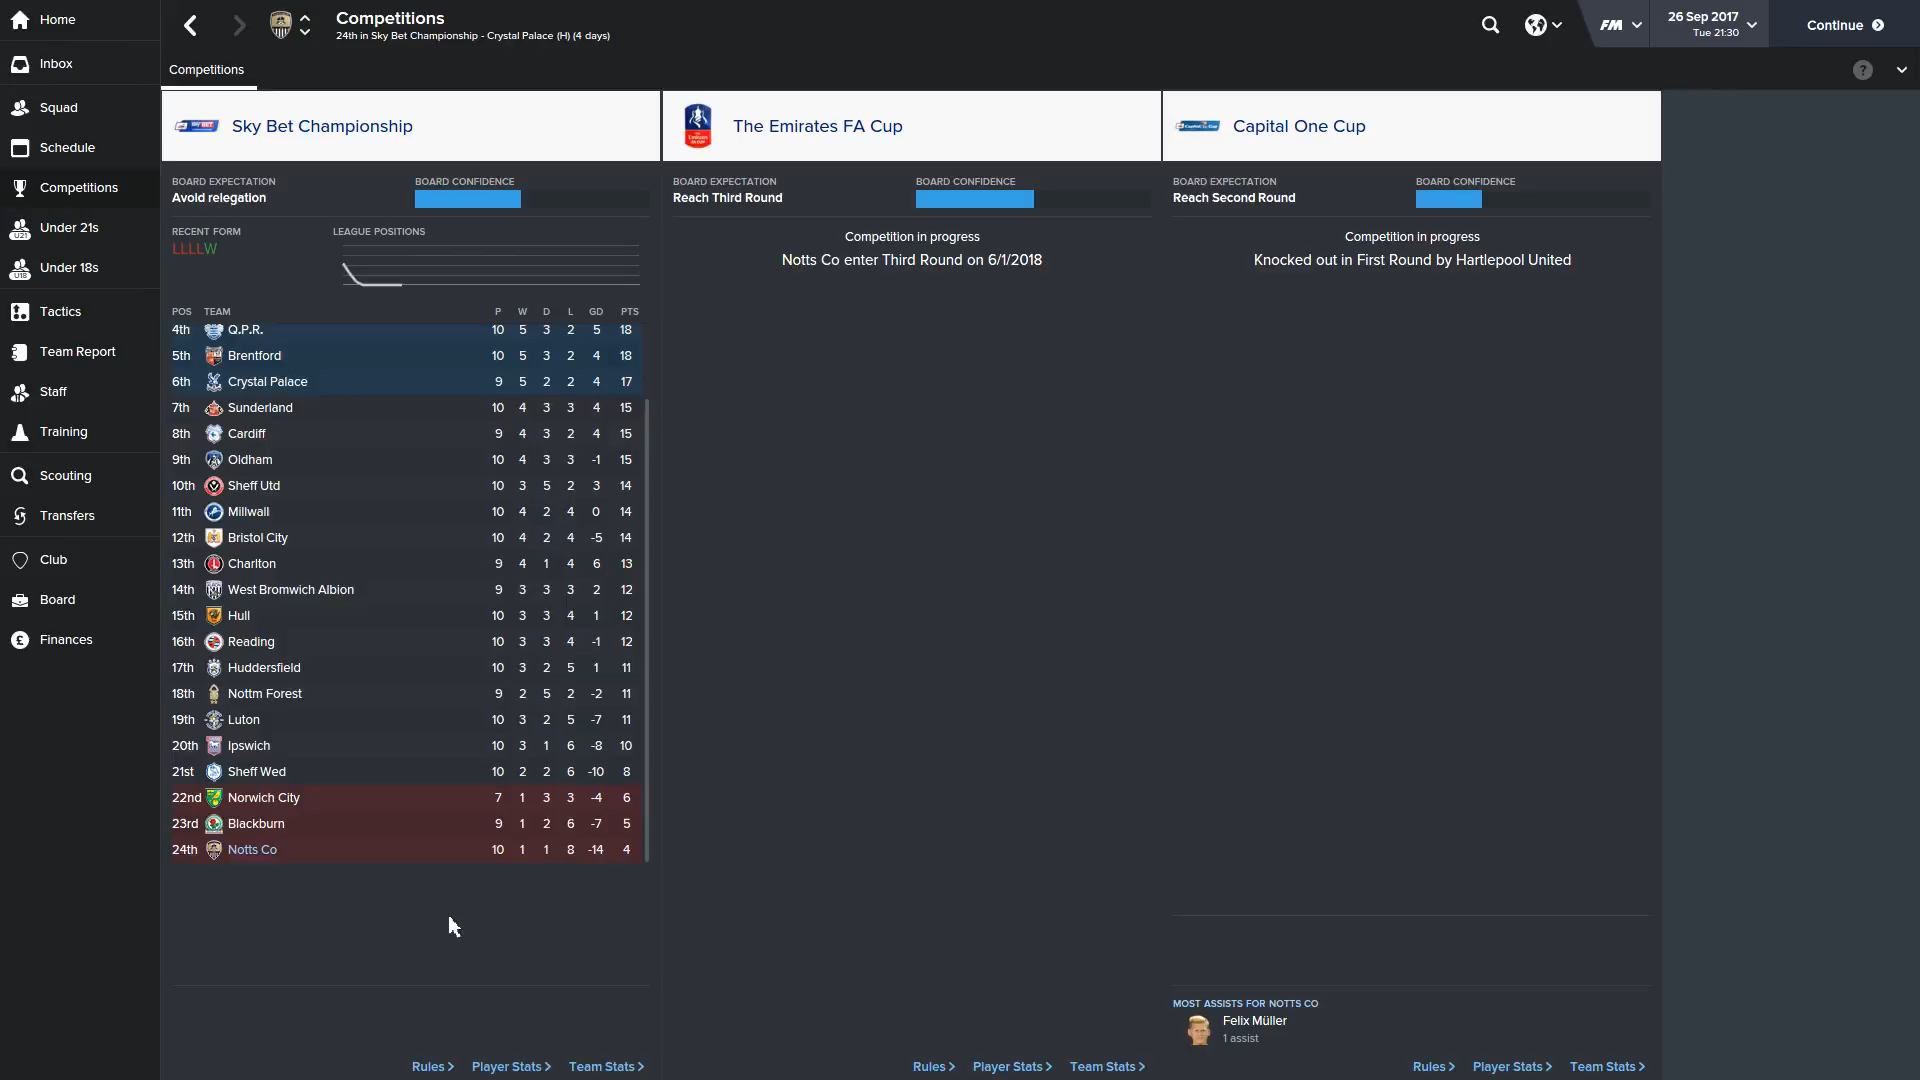 Home
Inbox
Squad
Schedule
Competitions
Under 21s
Under 18s
Tactics
Team Report
Staff
Training
Scouting
Transfers
Club
Board
Finances
Competitions
24th in Sky Bet Championship - Crystal Palace (H) (4 days)
FM
26 Sep 2017
Tue 21:30
Continue
Competitions
?
Sky Bet Championship
BOARD EXPECTATION
Avoid relegation
BOARD CONFIDENCE
RECENT FORM
LLLLW
LEAGUE POSITIONS
POS TEAM P W D L GD PTS
4th Q.P.R. 10 5 3 2 5 18
5th Brentford 10 5 3 2 4 18
6th Crystal Palace 9 5 2 2 4 17
7th Sunderland 10 4 3 3 4 15
8th Cardiff 9 4 3 2 4 15
9th Oldham 10 4 3 3 -1 15
10th Sheff Utd 10 3 5 2 3 14
11th Millwall 10 4 2 4 0 14
12th Bristol City 10 4 2 4 -5 14
13th Charlton 9 4 1 4 6 13
14th West Bromwich Albion 9 3 3 3 2 12
15th Hull 10 3 3 4 1 12
16th Reading 10 3 3 4 -1 12
17th Huddersfield 10 3 2 5 1 11
18th Nottm Forest 9 2 5 2 -2 11
19th Luton 10 3 2 5 -7 11
20th Ipswich 10 3 1 6 -8 10
21st Sheff Wed 10 2 2 6 -10 8
22nd Norwich City 7 1 3 3 -4 6
23rd Blackburn 9 1 2 6 -7 5
24th Notts Co 10 1 1 8 -14 4
Rules Player Stats Team Stats
The Emirates FA Cup
BOARD EXPECTATION
Reach Third Round
BOARD CONFIDENCE
Competition in progress
Notts Co enter Third Round on 6/1/2018
Rules Player Stats Team Stats
Capital One Cup
BOARD EXPECTATION
Reach Second Round
BOARD CONFIDENCE
Competition in progress
Knocked out in First Round by Hartlepool United
MOST ASSISTS FOR NOTTS CO
Felix Müller
1 assist
Rules Player Stats Team Stats